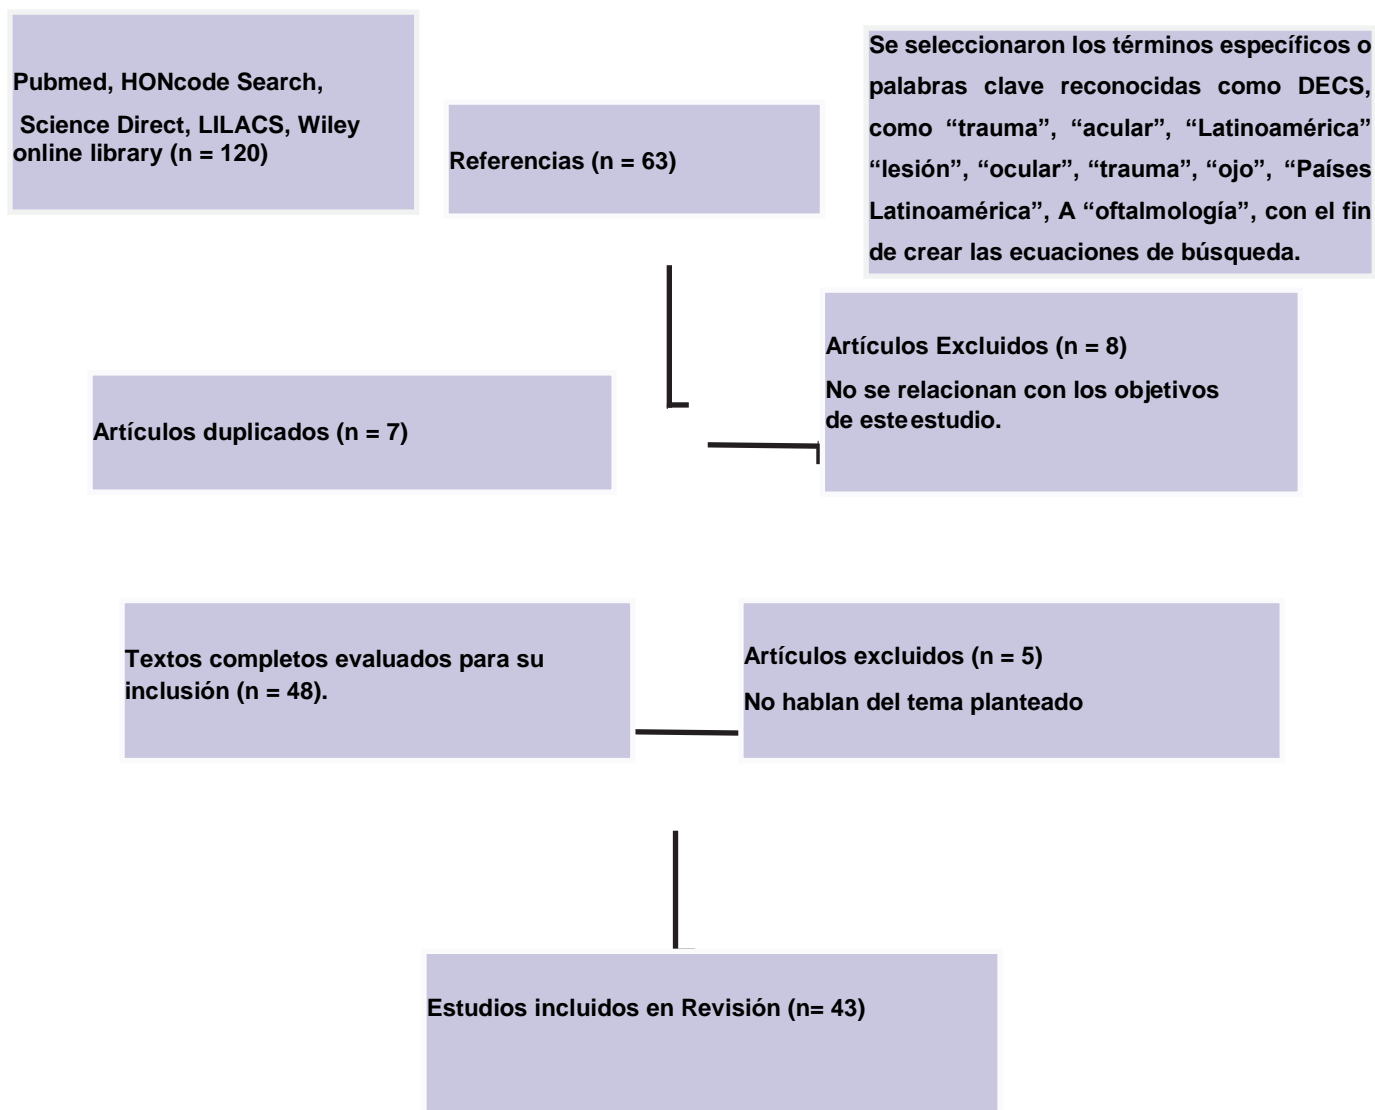 Pubmed, HONcode Search,
Science Direct, LILACS, Wiley
online library (n = 120)
Referencias (n = 63)
Se seleccionaron los términos específicos o
palabras clave reconocidas como DECS,
como “trauma”, “acular”, “Latinoamérica”
“lesión”, “ocular”, “trauma”, “ojo”, “Países
Latinoamérica”, A “oftalmología”, con el fin
de crear las ecuaciones de búsqueda.
Artículos Excluidos (n = 8)
No se relacionan con los objetivos
de este estudio.
Artículos duplicados (n = 7)
Textos completos evaluados para su
inclusión (n = 48).
Artículos excluidos (n = 5)
No hablan del tema planteado
Estudios incluidos en Revisión (n= 43)